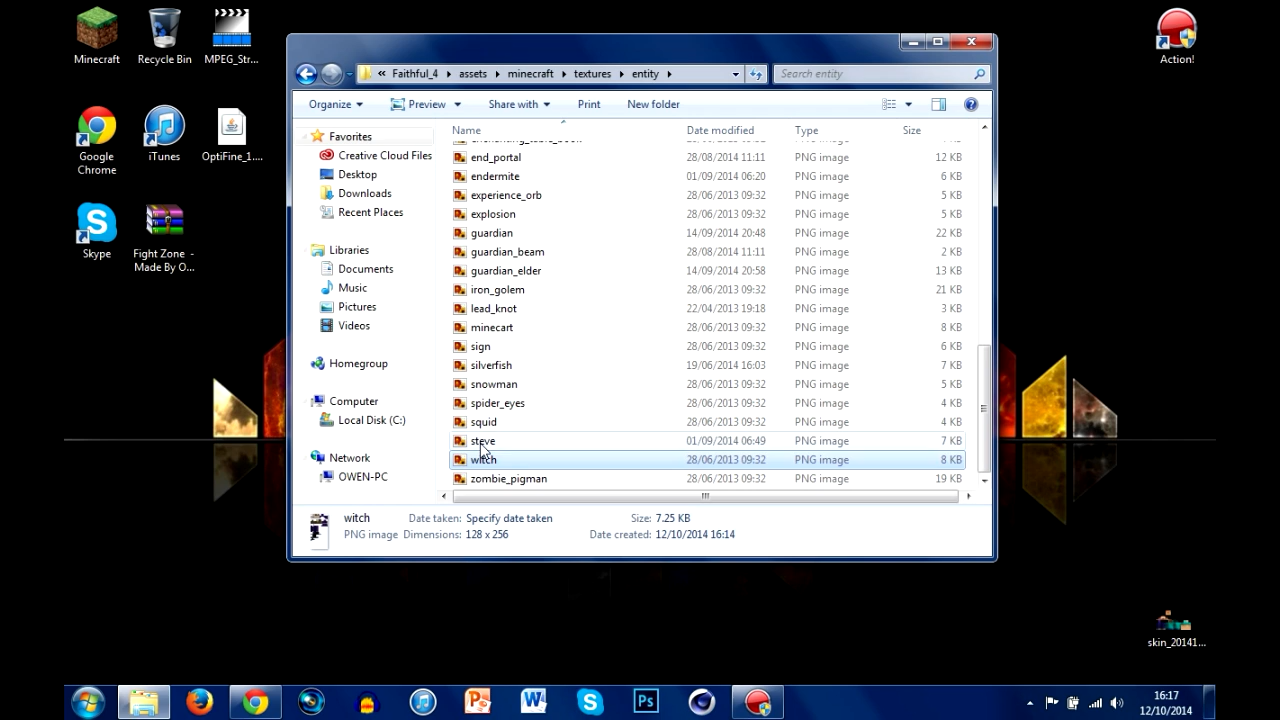 Minecraft
Recycle Bin
MPEG_Str...
Action!
Google
Chrome
iTunes
OptiFine_1....
Skype
Fight Zone -
Made By O...
« Faithful_4 assets minecraft textures entity
Search entity
Organize Preview Share with Print New folder
Name Date modified Type Size
Favorites
Creative Cloud Files
Desktop
Downloads
Recent Places
Libraries
Documents
Music
Pictures
Videos
Homegroup
Computer
Local Disk (C:)
Network
OWEN-PC
end_portal 28/08/2014 11:11 PNG image 12 KB
endermite 01/09/2014 06:20 PNG image 6 KB
experience_orb 28/06/2013 09:32 PNG image 5 KB
explosion 28/06/2013 09:32 PNG image 5 KB
guardian 14/09/2014 20:48 PNG image 22 KB
guardian_beam 28/08/2014 11:11 PNG image 2 KB
guardian_elder 14/09/2014 20:58 PNG image 13 KB
iron_golem 28/06/2013 09:32 PNG image 21 KB
lead_knot 22/04/2013 19:18 PNG image 3 KB
minecart 28/06/2013 09:32 PNG image 8 KB
sign 28/06/2013 09:32 PNG image 6 KB
silverfish 19/06/2014 16:03 PNG image 7 KB
snowman 28/06/2013 09:32 PNG image 5 KB
spider_eyes 28/06/2013 09:32 PNG image 4 KB
squid 28/06/2013 09:32 PNG image 4 KB
steve 01/09/2014 06:49 PNG image 7 KB
witch 28/06/2013 09:32 PNG image 8 KB
zombie_pigman 28/06/2013 09:32 PNG image 19 KB
witch Date taken: Specify date taken Size: 7.25 KB
PNG image Dimensions: 128 x 256 Date created: 12/10/2014 16:14
skin_20141...
16:17
12/10/2014